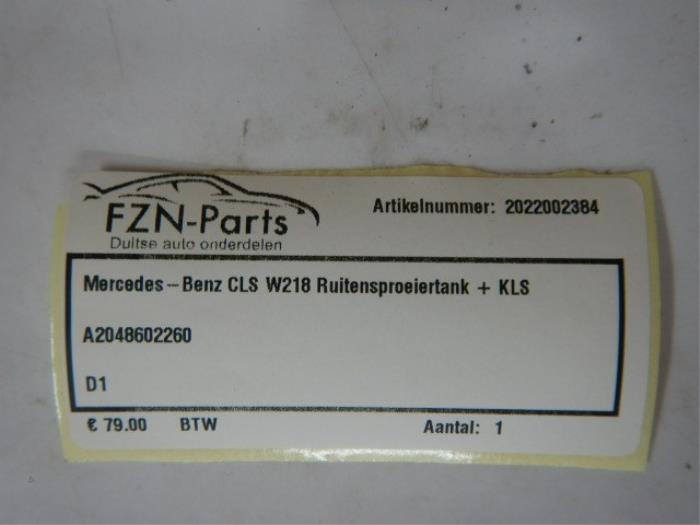 FZN-Parts
Duitse auto onderdelen
Artikelnummer: 2022002384
Mercedes-Benz CLS W218 Ruitensproeiertank + KLS
A2048602260
D1
€ 79.00 BTW Aantal: 1